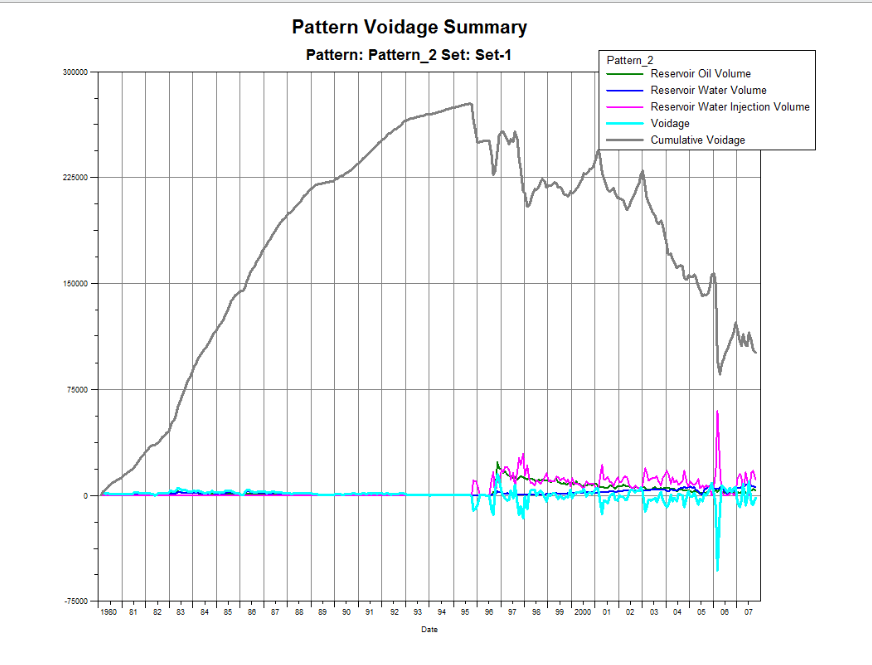 Pattern Voidage Summary
Pattern: Pattern_2 Set: Set-1
Pattern_2
Reservoir Oil Volume
Reservoir Water Volume
Reservoir Water Injection Volume
Voidage
Cumulative Voidage
300000
225000
150000
75000
0
-75000
1980 81 82 83 84 85 86 87 88 89 90 91 92 93 94 95 96 97 98 99 2000 01 02 03 04 05 06 07
Date